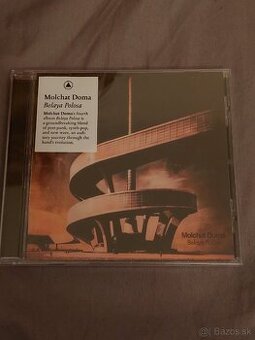 Molchat Doma
Belaya Polosa
Molchat Doma's fourth
album Belaya Polosa is
a groundbreaking blend
of post-punk, synth-pop,
and new wave, an audi-
tory journey through the
band's evolution.
Molchat Doma
Belaya Polosa
Bazos.sk